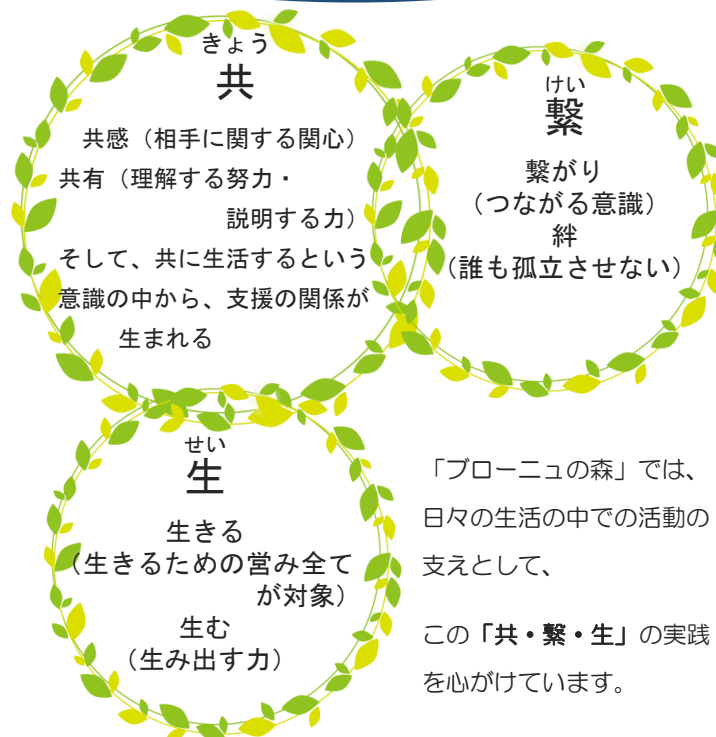 きょう
共
共感（相手に関する関心）
共有（理解する努力・
説明する力）
そして、共に生活するという
意識の中から、支援の関係が
生まれる
けい
繋
繋がり
（つながる意識）
絆
（誰も孤立させない）
せい
生
生きる
（生きるための営み全て
が対象）
生む
（生み出す力）
「ブローニュの森」では、
日々の生活の中での活動の
支えとして、
この「共・繋・生」の実践
を心がけています。